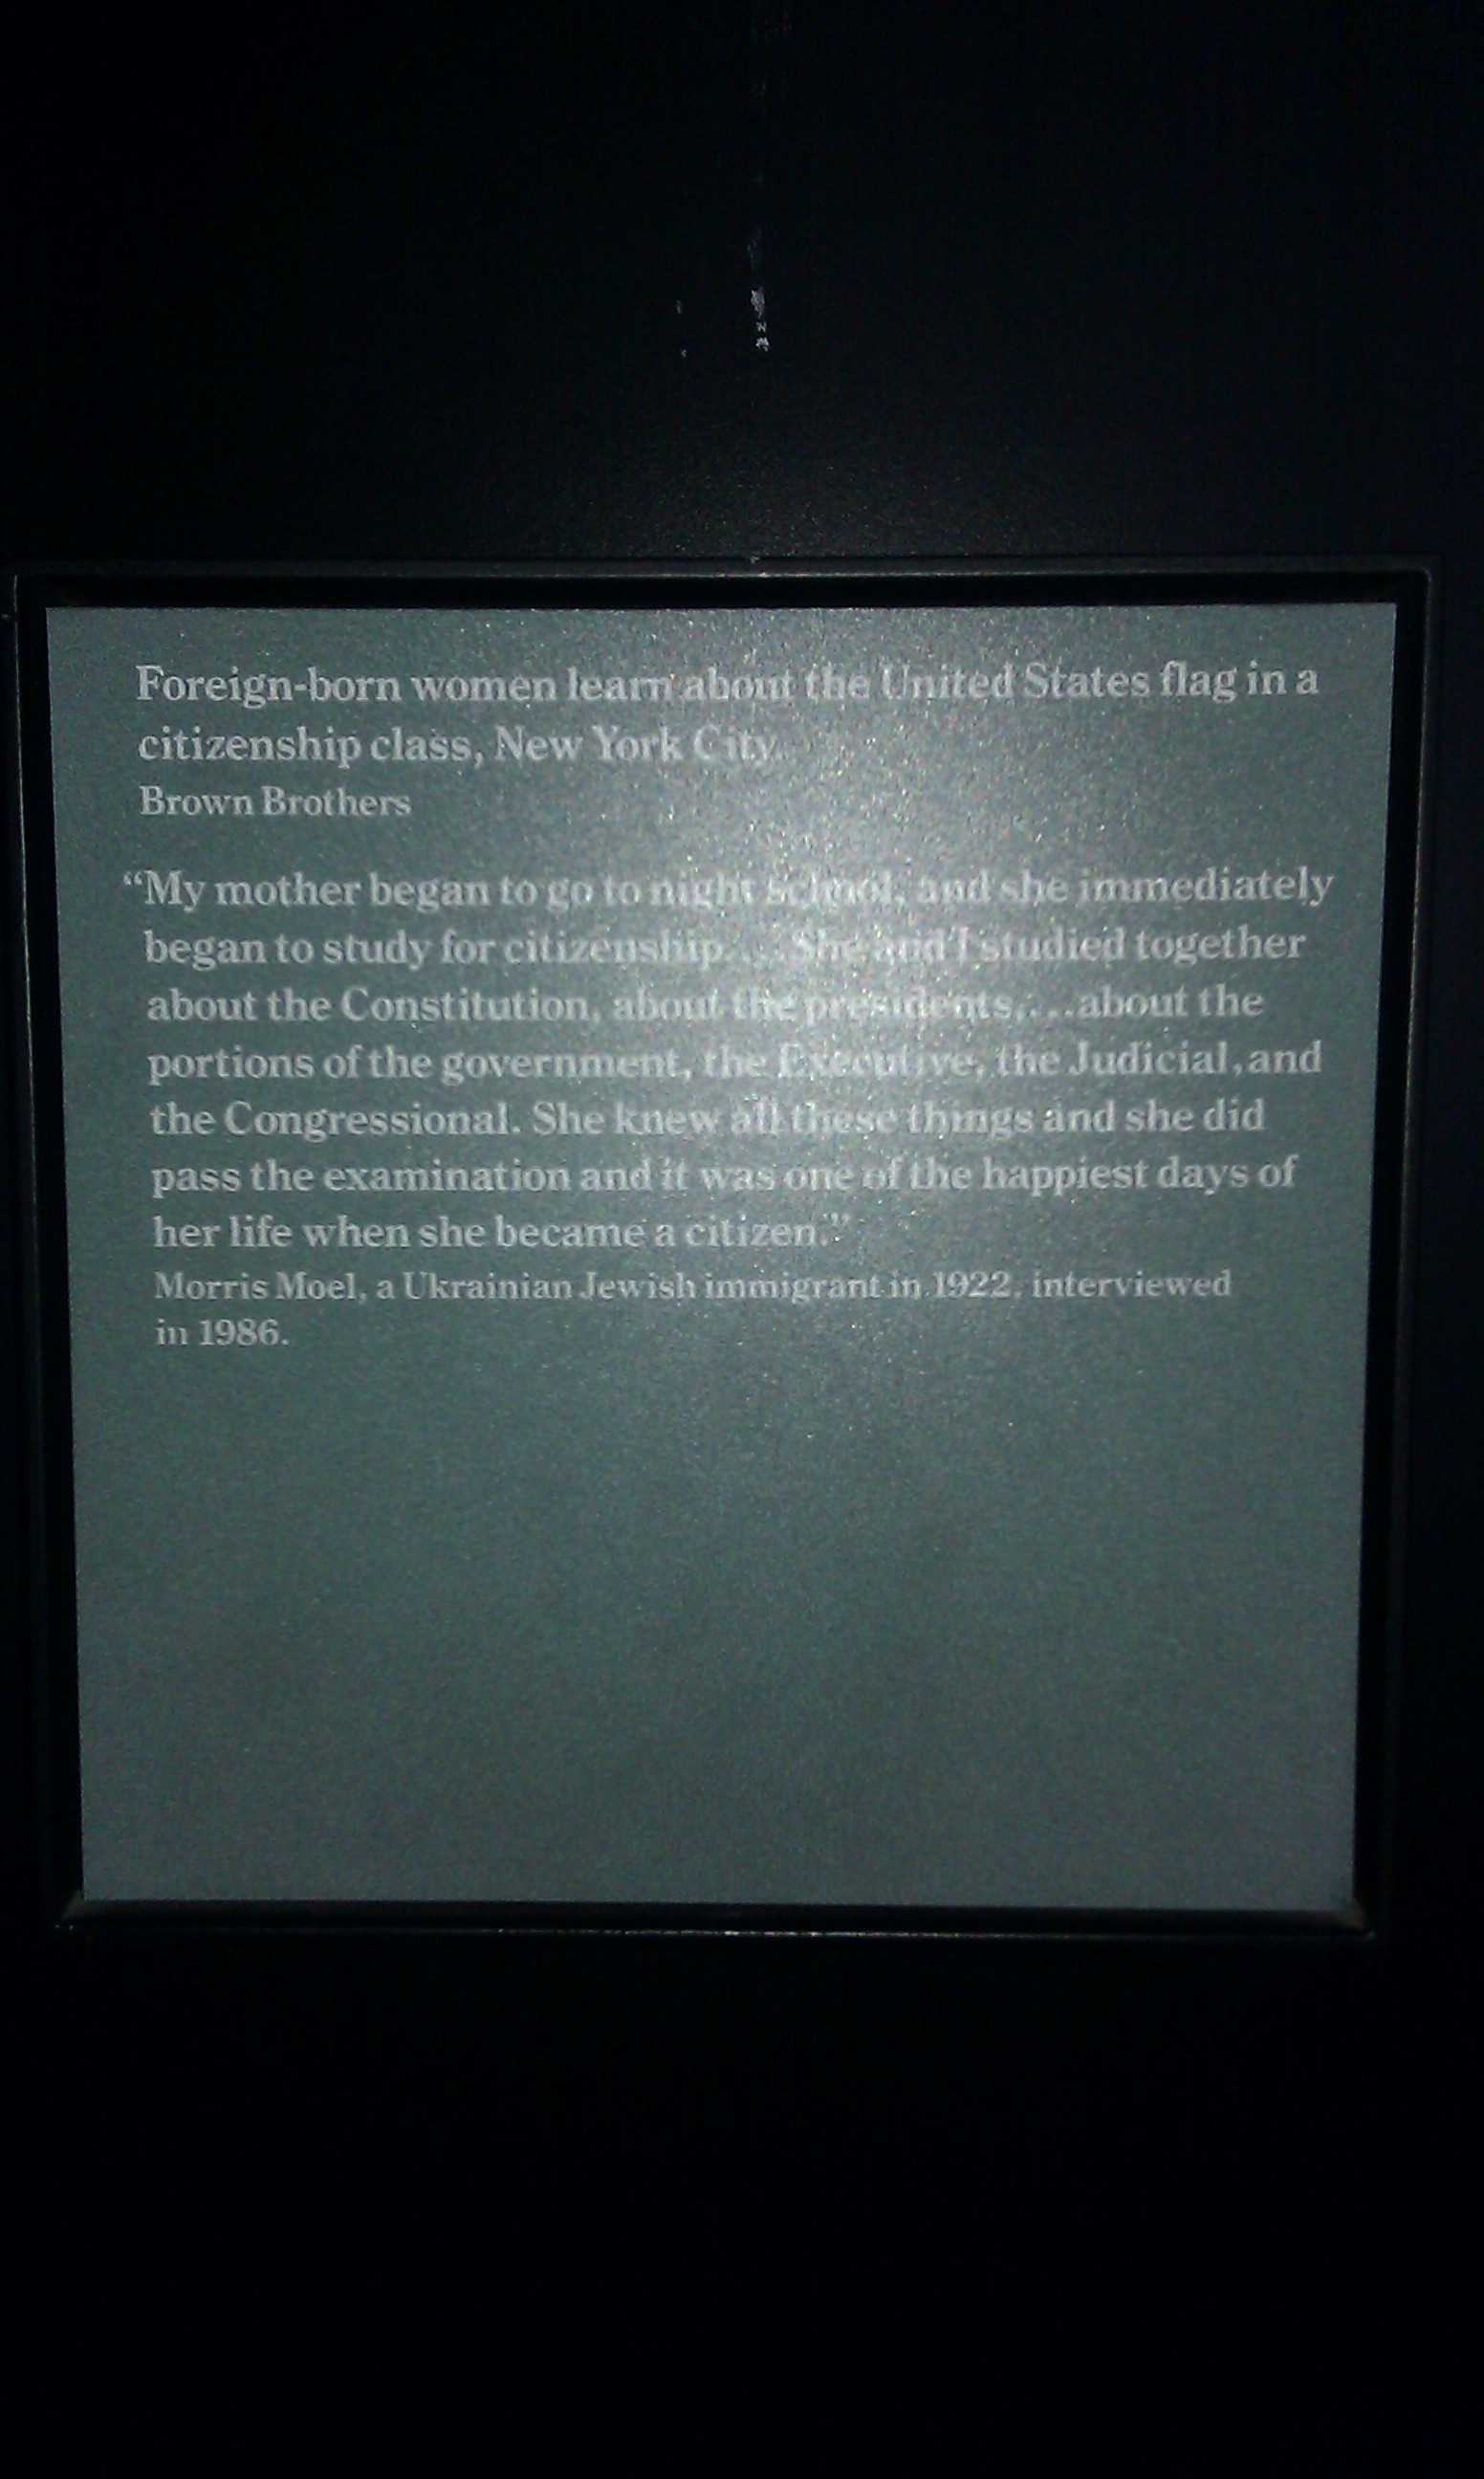 Foreign-born women learn about the United States flag in a
citizenship class, New York City
Brown Brothers
“My mother began to go to night school, and she immediately
began to study for citizenship.... She and I studied together
about the Constitution, about the presidents,...about the
portions of the government, the Executive, the Judicial, and
the Congressional. She knew all these things and she did
pass the examination and it was one of the happiest days of
her life when she became a citizen.”
Morris Moel, a Ukrainian Jewish immigrant in 1922, interviewed
in 1986.